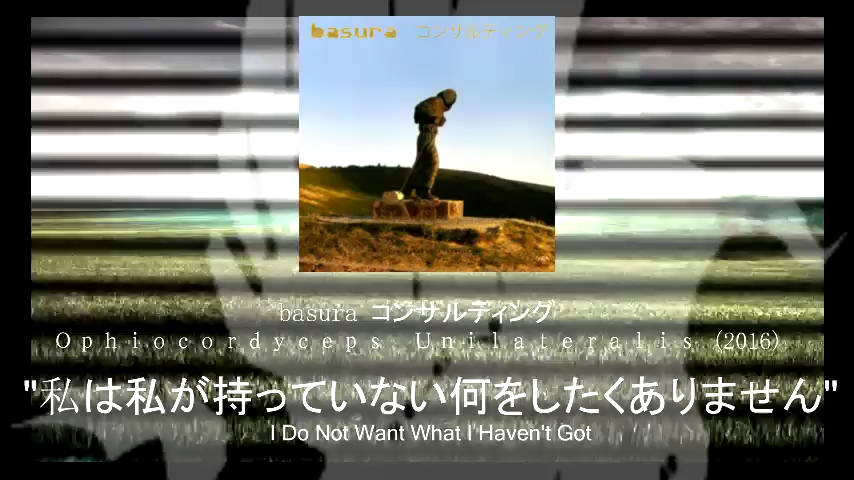 basura コンサルディング
basura コンサルディング
Ophiocordyceps Unilateralis (2016)
"私は私が持っていない何をしたくありません"
I Do Not Want What I Haven't Got